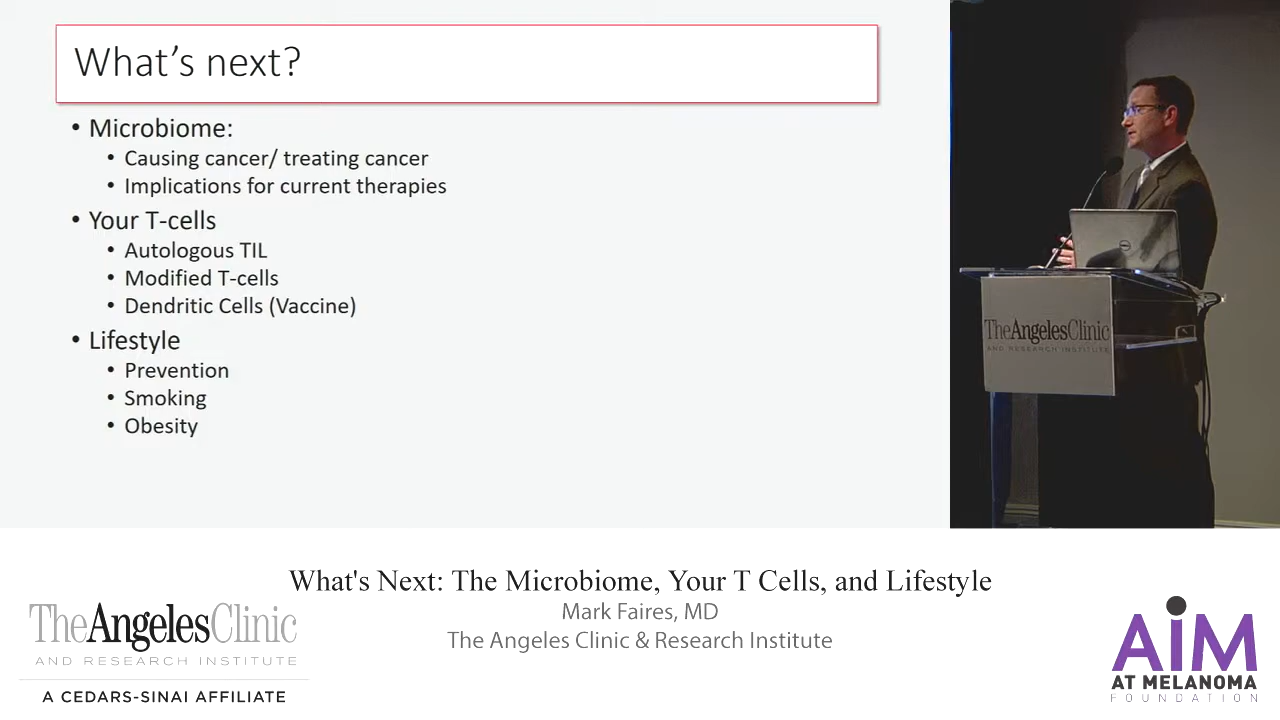 What's next?
• Microbiome:
• Causing cancer/ treating cancer
• Implications for current therapies
• Your T-cells
• Autologous TIL
• Modified T-cells
• Dendritic Cells (Vaccine)
• Lifestyle
• Prevention
• Smoking
• Obesity
TheAngelesClinic
AND RESEARCH INSTITUTE
What's Next: The Microbiome, Your T Cells, and Lifestyle
Mark Faires, MD
The Angeles Clinic & Research Institute
TheAngelesClinic
AND RESEARCH INSTITUTE
A CEDARS-SINAI AFFILIATE
AiM
AT MELANOMA
FOUNDATION